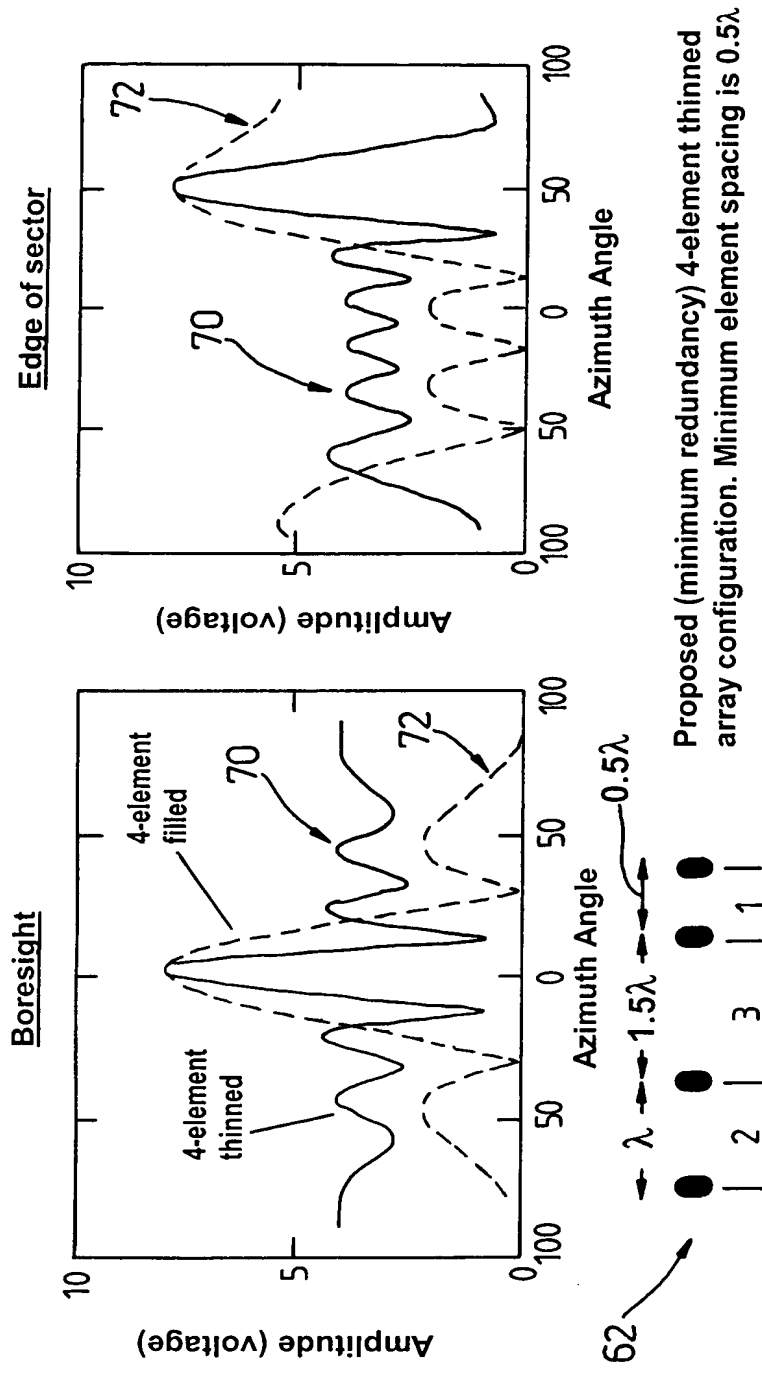 Boresight
Amplitude (voltage)
10
5
0
100
50
0
50
100
Azimuth Angle
4-element
filled
4-element
thinned
70
72
Edge of sector
Amplitude (voltage)
10
5
0
100
50
0
50
100
Azimuth Angle
70
72
62
λ
1.5λ
0.5λ
2
3
1
Proposed (minimum redundancy) 4-element thinned
array configuration. Minimum element spacing is 0.5λ